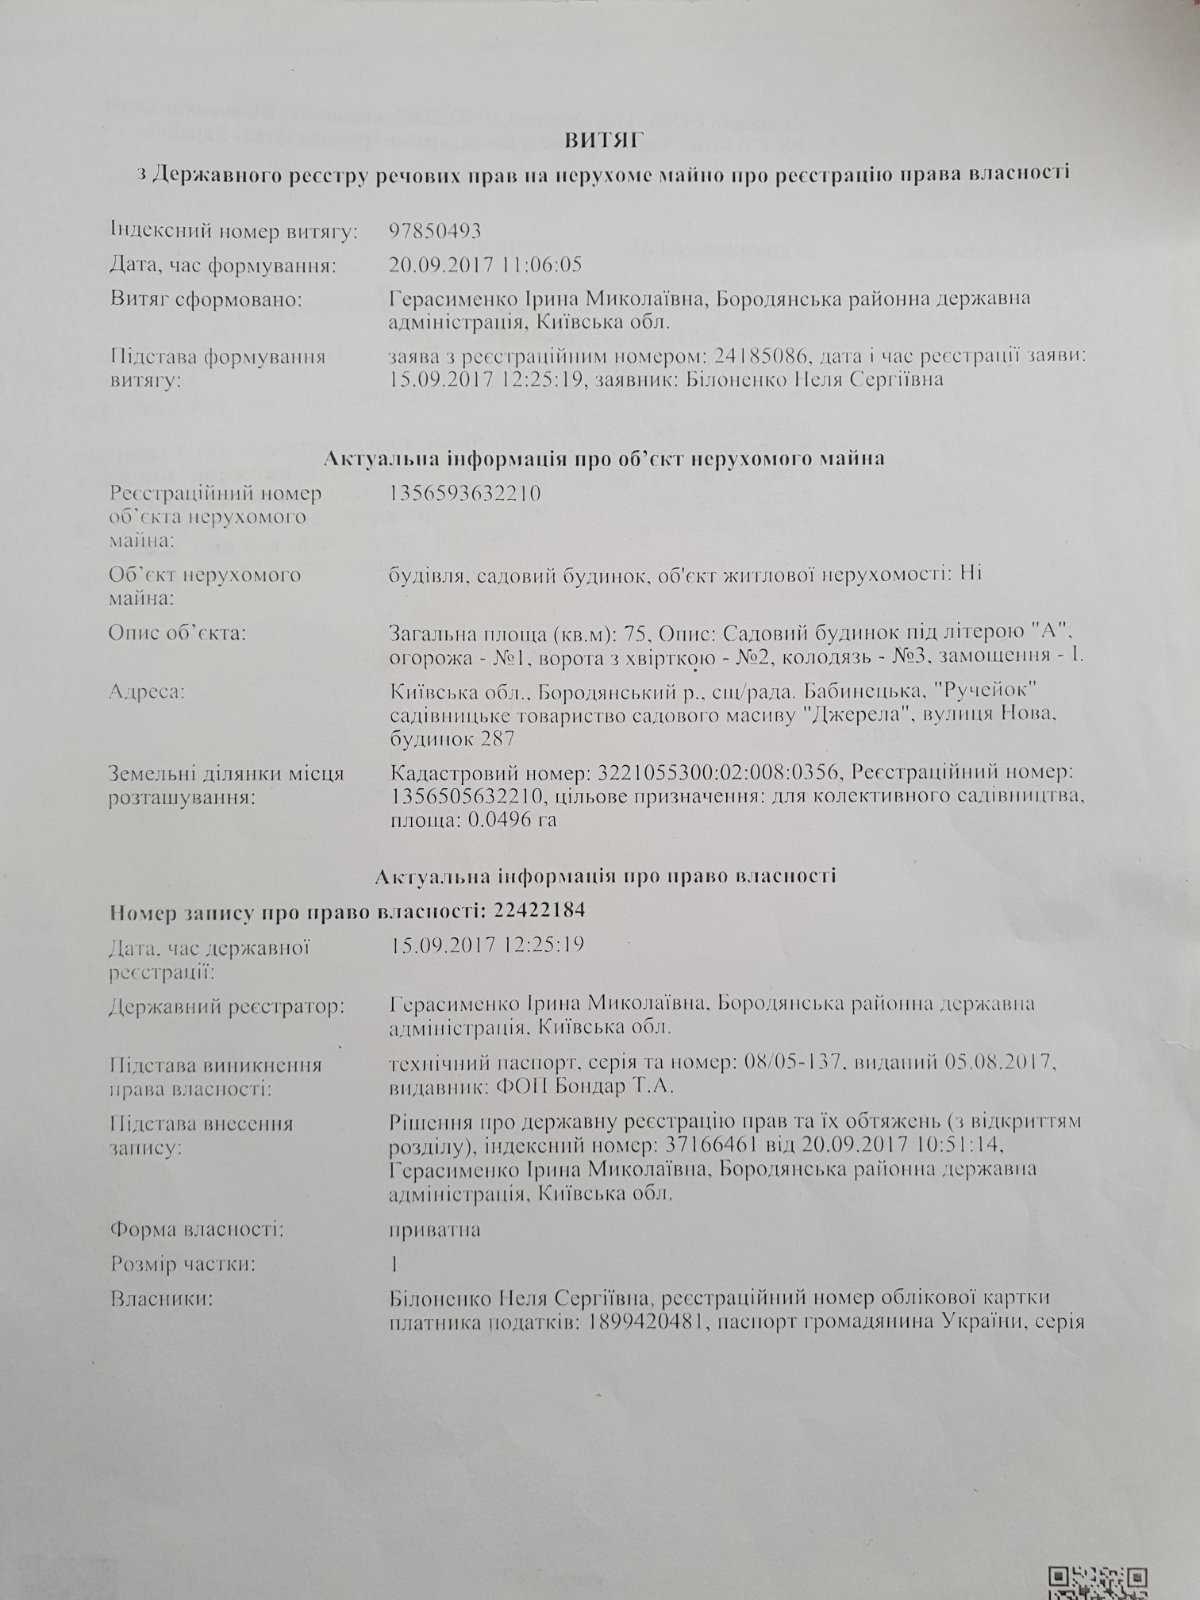 ВИТЯГ
з Державного реєстру речових прав на нерухоме майно про реєстрацію права власності
Індексний номер витягу: 97850493
Дата, час формування: 20.09.2017 11:06:05
Витяг сформовано: Герасименко Ірина Миколаївна, Бородянська районна державна
адміністрація, Київська обл.
Підстава формування заява з реєстраційним номером: 24185086, дата і час реєстрації заяви:
витягу: 15.09.2017 12:25:19, заявник: Білоненко Неля Сергіївна
Актуальна інформація про об’єкт нерухомого майна
Реєстраційний номер 1356593632210
об’єкта нерухомого
майна:
Об’єкт нерухомого будівля, садовий будинок, об'єкт житлової нерухомості: Ні
майна:
Опис об’єкта: Загальна площа (кв.м): 75, Опис: Садовий будинок під літерою "А",
огорожа - №1, ворота з хвірткою - №2, колодязь - №3, замощення - І.
Адреса: Київська обл., Бородянський р., сщ/рада. Бабинецька, "Ручейок"
садівницьке товариство садового масиву "Джерела", вулиця Нова,
будинок 287
Земельні ділянки місця Кадастровий номер: 3221055300:02:008:0356, Реєстраційний номер:
розташування: 1356505632210, цільове призначення: для колективного садівництва,
площа: 0.0496 га
Актуальна інформація про право власності
Номер запису про право власності: 22422184
Дата, час державної 15.09.2017 12:25:19
реєстрації:
Державний реєстратор: Герасименко Ірина Миколаївна, Бородянська районна державна
адміністрація, Київська обл.
Підстава виникнення технічний паспорт, серія та номер: 08/05-137, виданий 05.08.2017,
права власності: видавник: ФОП Бондар Т.А.
Підстава внесення Рішення про державну реєстрацію прав та їх обтяжень (з відкриттям
запису: розділу), індексний номер: 37166461 від 20.09.2017 10:51:14,
Герасименко Ірина Миколаївна, Бородянська районна державна
адміністрація, Київська обл.
Форма власності: приватна
Розмір частки: 1
Власники: Білоненко Неля Сергіївна, реєстраційний номер облікової картки
платника податків: 1899420481, паспорт громадянина України, серія